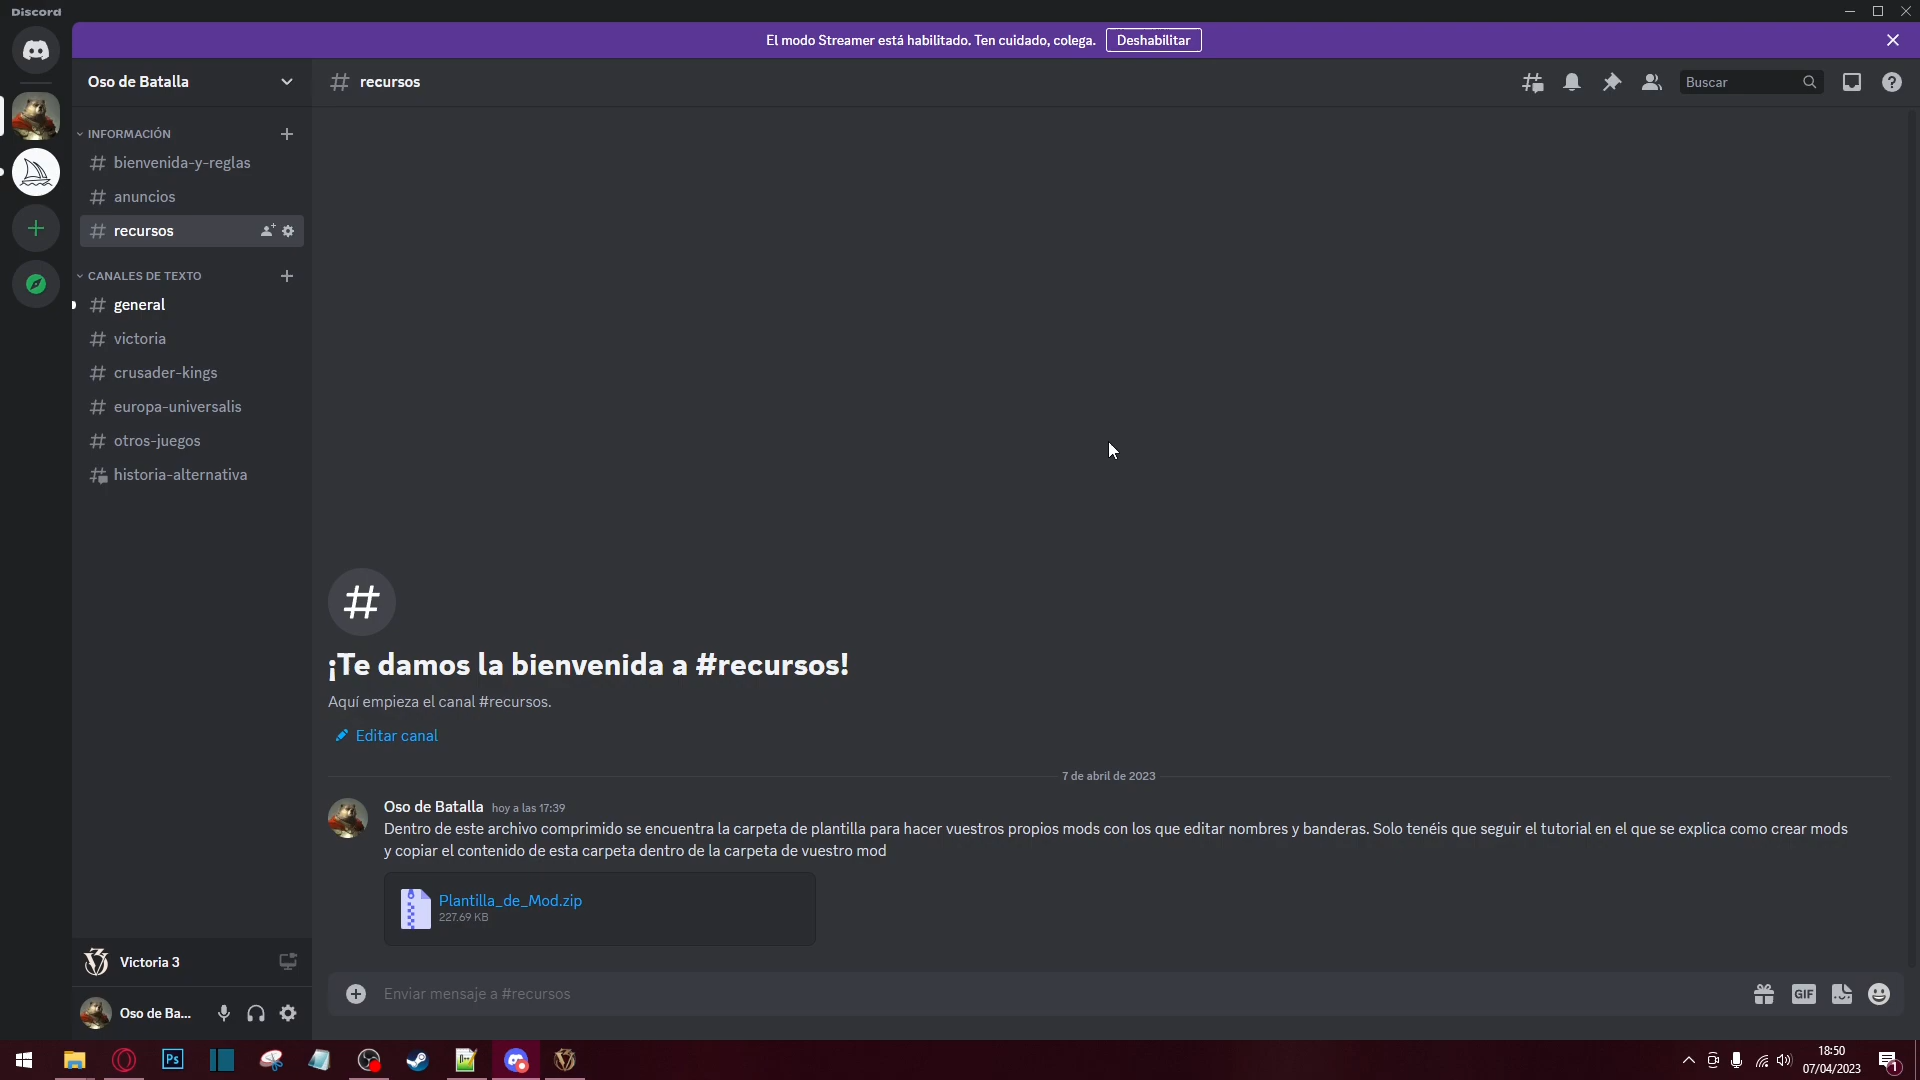 Discord
El modo Streamer está habilitado. Ten cuidado, colega.
Deshabilitar
Oso de Batalla
recursos
Buscar
INFORMACIÓN
bienvenida-y-reglas
anuncios
recursos
CANALES DE TEXTO
general
victoria
crusader-kings
europa-universalis
otros-juegos
historia-alternativa
¡Te damos la bienvenida a #recursos!
Aquí empieza el canal #recursos.
Editar canal
7 de abril de 2023
Oso de Batalla hoy a las 17:39
Dentro de este archivo comprimido se encuentra la carpeta de plantilla para hacer vuestros propios mods con los que editar nombres y banderas. Solo tenéis que seguir el tutorial en el que se explica como crear mods
y copiar el contenido de esta carpeta dentro de la carpeta de vuestro mod
Plantilla_de_Mod.zip
227.69 KB
Victoria 3
Oso de Ba...
Enviar mensaje a #recursos
GIF
Ps
18:50
07/04/2023
1